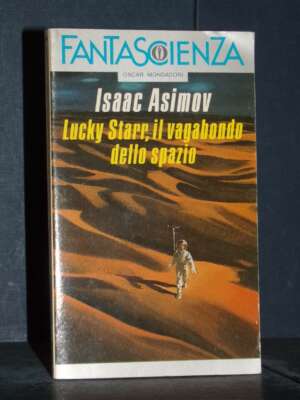 FANTASCIENZA
OSCAR MONDADORI
Isaac Asimov
Lucky Starr, il vagabondo
dello spazio